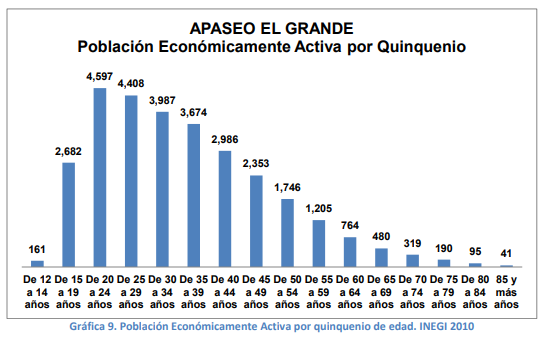 APASEO EL GRANDE
Población Económicamente Activa por Quinquenio
161
2,682
4,597
4,408
3,987
3,674
2,986
2,353
1,746
1,205
764
480
319
190
95
41
De 12 De 15 De 20 De 25 De 30 De 35 De 40 De 45 De 50 De 55 De 60 De 65 De 70 De 75 De 80 85 y
a 14 a 19 a 24 a 29 a 34 a 39 a 44 a 49 a 54 a 59 a 64 a 69 a 74 a 79 a 84 más
años años años años años años años años años años años años años años años años
Gráfica 9. Población Económicamente Activa por quinquenio de edad. INEGI 2010